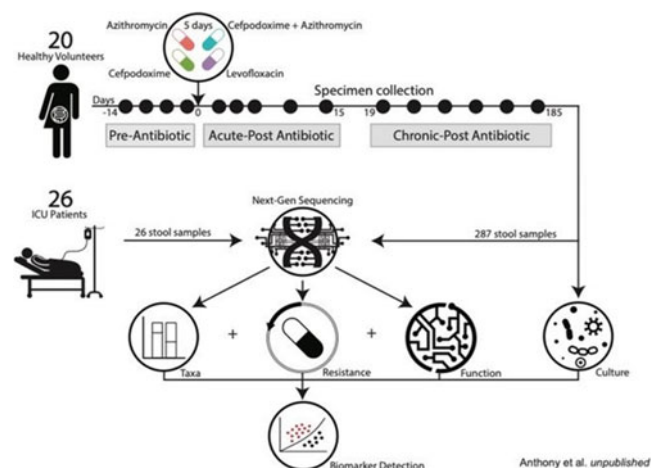 Azithromycin
5 days
Cefpodoxime + Azithromycin
20
Healthy Volunteers
Cefpodoxime
Levofloxacin
Specimen collection
Days
-14 -1 0 15 19 185
Pre-Antibiotic
Acute-Post Antibiotic
Chronic-Post Antibiotic
26
ICU Patients
Next-Gen Sequencing
26 stool samples
287 stool samples
+ +
Taxa
Resistance
Function
Culture
Biomarker Detection
Anthony et al. unpublished